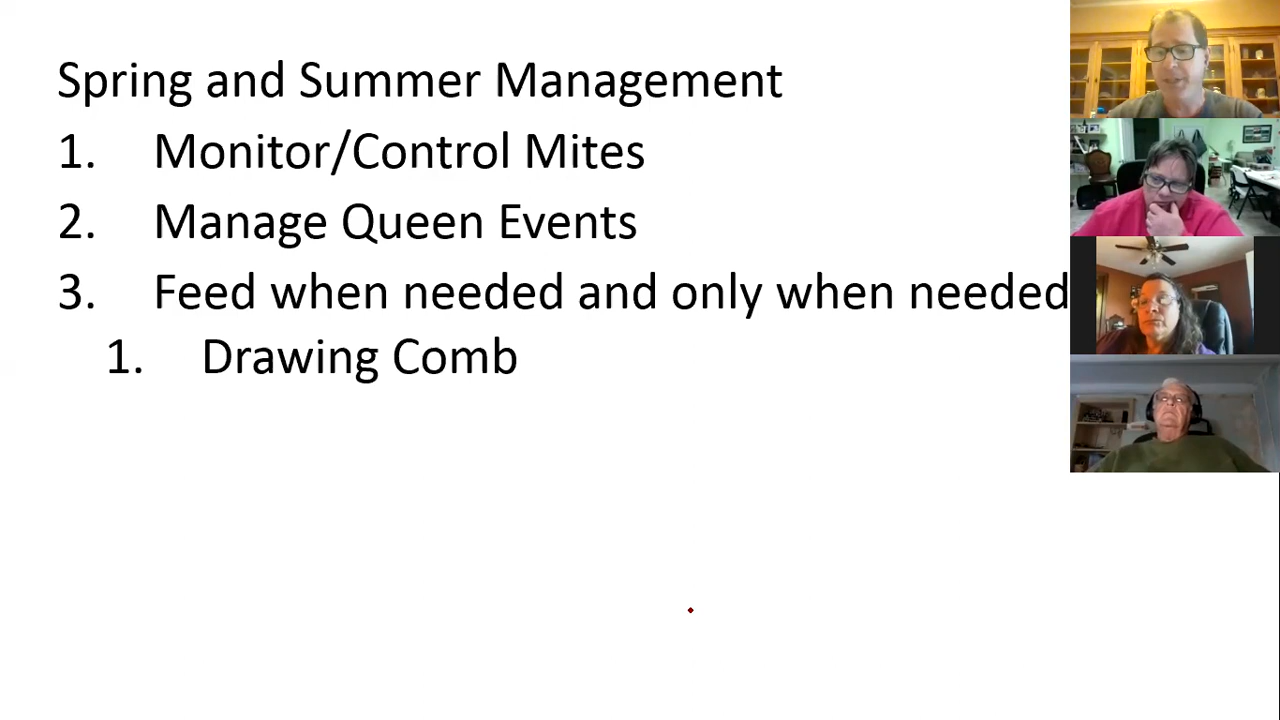 Spring and Summer Management
1. Monitor/Control Mites
2. Manage Queen Events
3. Feed when needed and only when needed
1. Drawing Comb